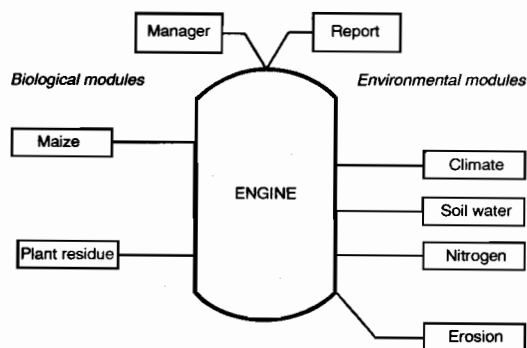 Manager
Report
Biological modules
Environmental modules
Maize
Climate
ENGINE
Soil water
Plant residue
Nitrogen
Erosion